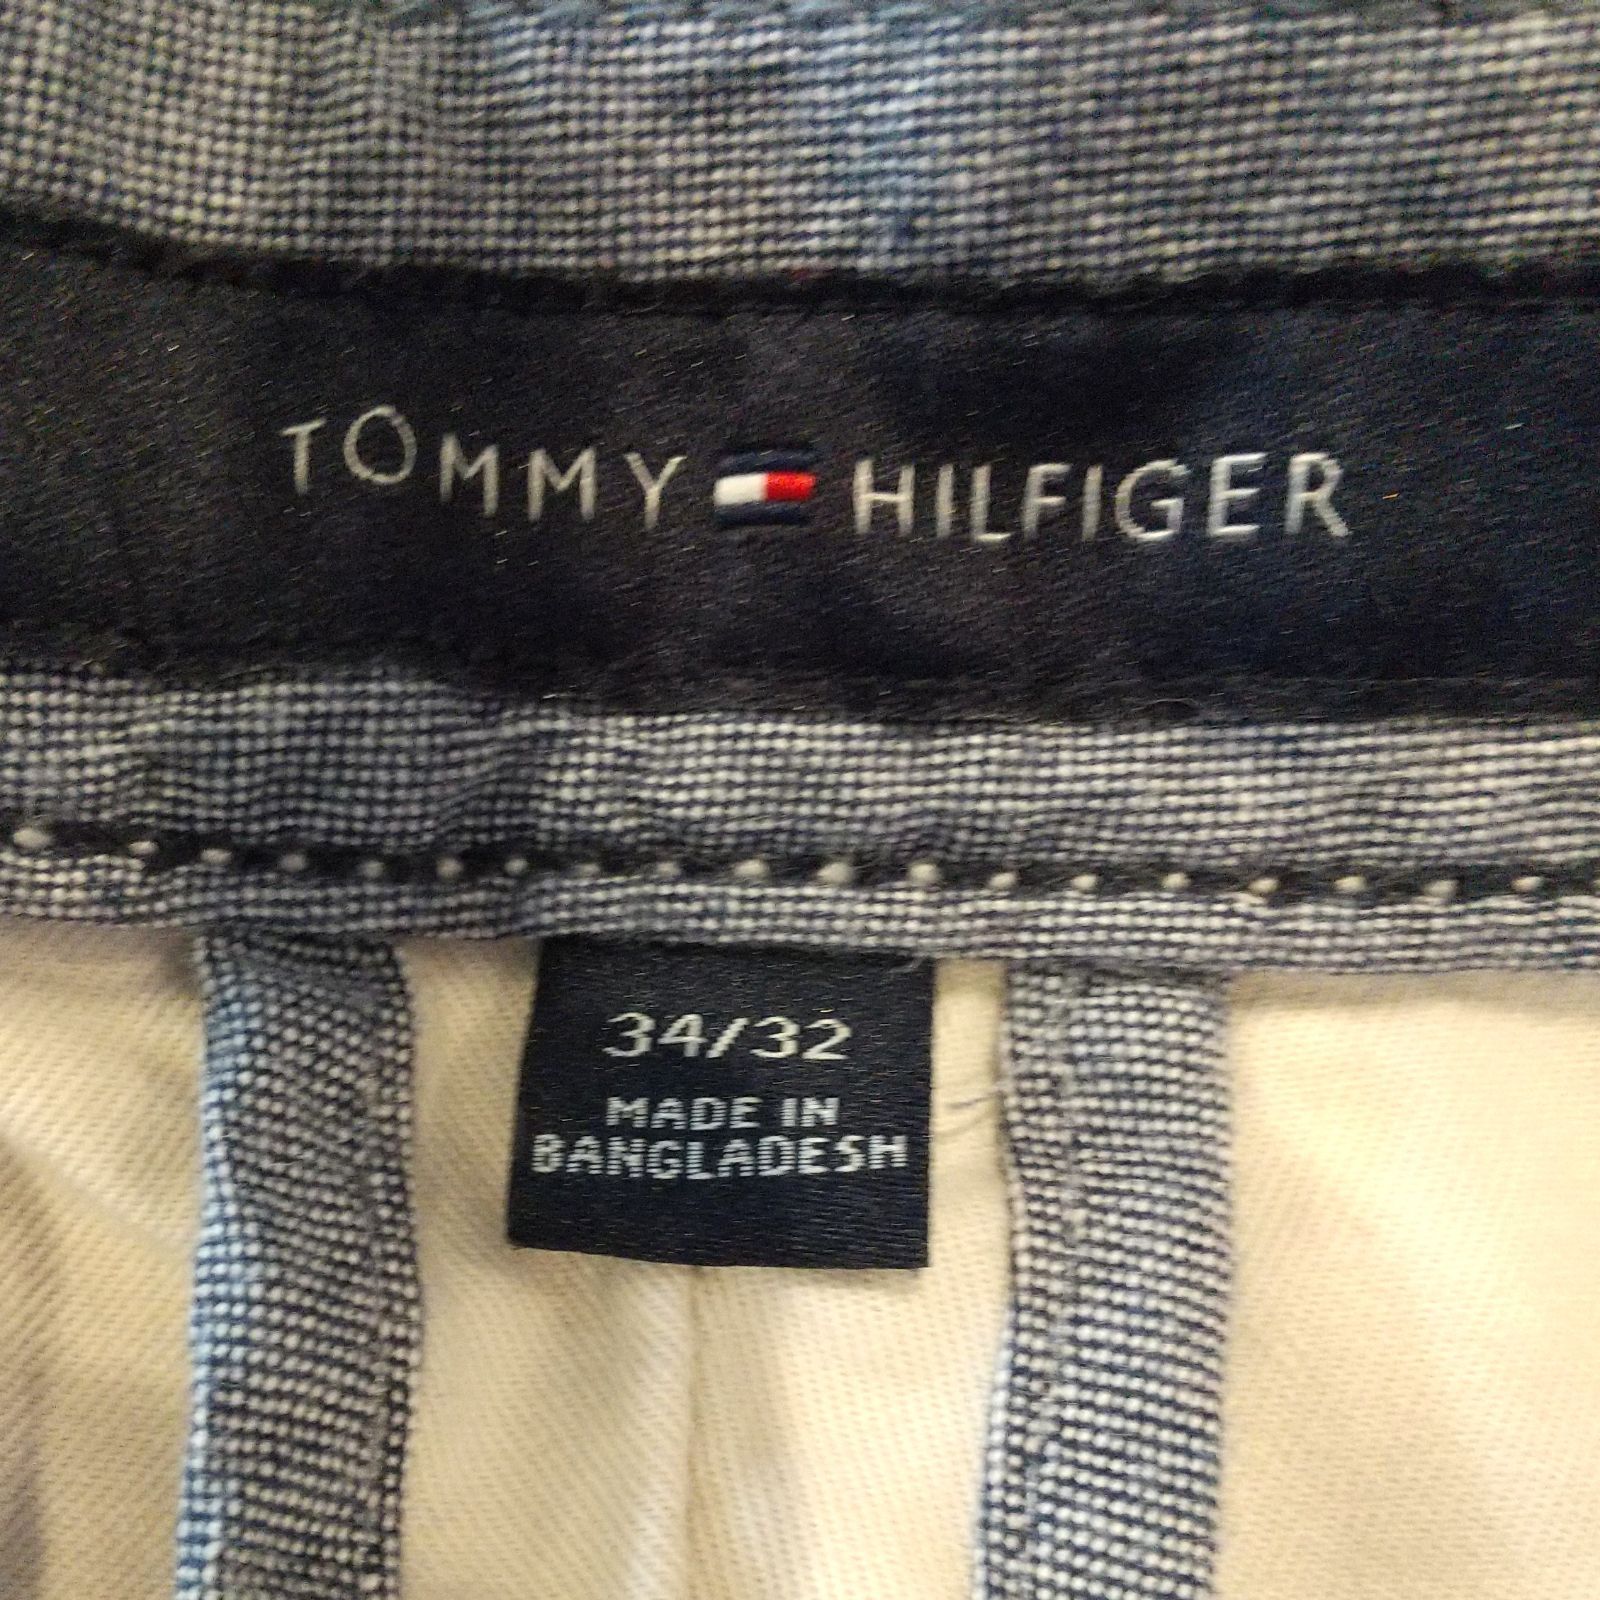 TOMMY HILFIGER
34/32
MADE IN
BANGLADESH